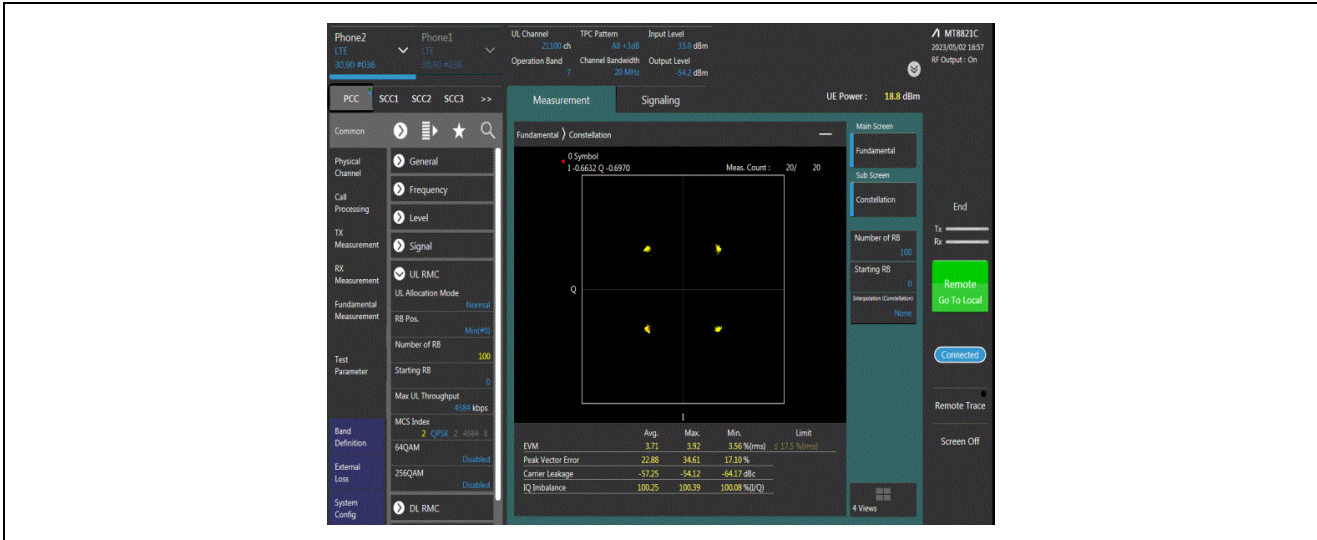 Phone2
LTE
30.90 #036
Phone1
LTE
30.90 #036
UL Channel
21100 ch
TPC Pattern
All +3dB
Input Level
33.0 dBm
Operation Band
7
Channel Bandwidth
20 MHz
Output Level
-54.2 dBm
MT8821C
2023/05/02 16:57
RF Output : On
PCC SCC1 SCC2 SCC3 >>
Measurement Signaling
UE Power : 18.8 dBm
Common
Physical
Channel
Call
Processing
TX
Measurement
RX
Measurement
Fundamental
Measurement
Test
Parameter
Band
Definition
External
Loss
System
Config
General
Frequency
Level
Signal
UL RMC
UL Allocation Mode
Normal
RB Pos.
Min(#0)
Number of RB
100
Starting RB
0
Max UL Throughput
4584 kbps
MCS Index
2 QPSK 2 4584 8
64QAM
Disabled
256QAM
Disabled
DL RMC
Fundamental 〉 Constellation
0 Symbol
I -0.6632 Q -0.6970
Meas. Count : 20/ 20
Q
I
Avg. Max. Min. Limit
EVM 3.71 3.92 3.56 %(rms) ≤ 17.5 %(rms)
Peak Vector Error 22.88 34.61 17.10 %
Carrier Leakage -57.25 -54.12 -64.17 dBc
IQ Imbalance 100.25 100.39 100.08 %(I/Q)
Main Screen
Fundamental
Sub Screen
Constellation
Number of RB
100
Starting RB
0
Interpolation (Constellation)
None
4 Views
End
Tx
Rx
Remote
Go To Local
Connected
Remote Trace
Screen Off